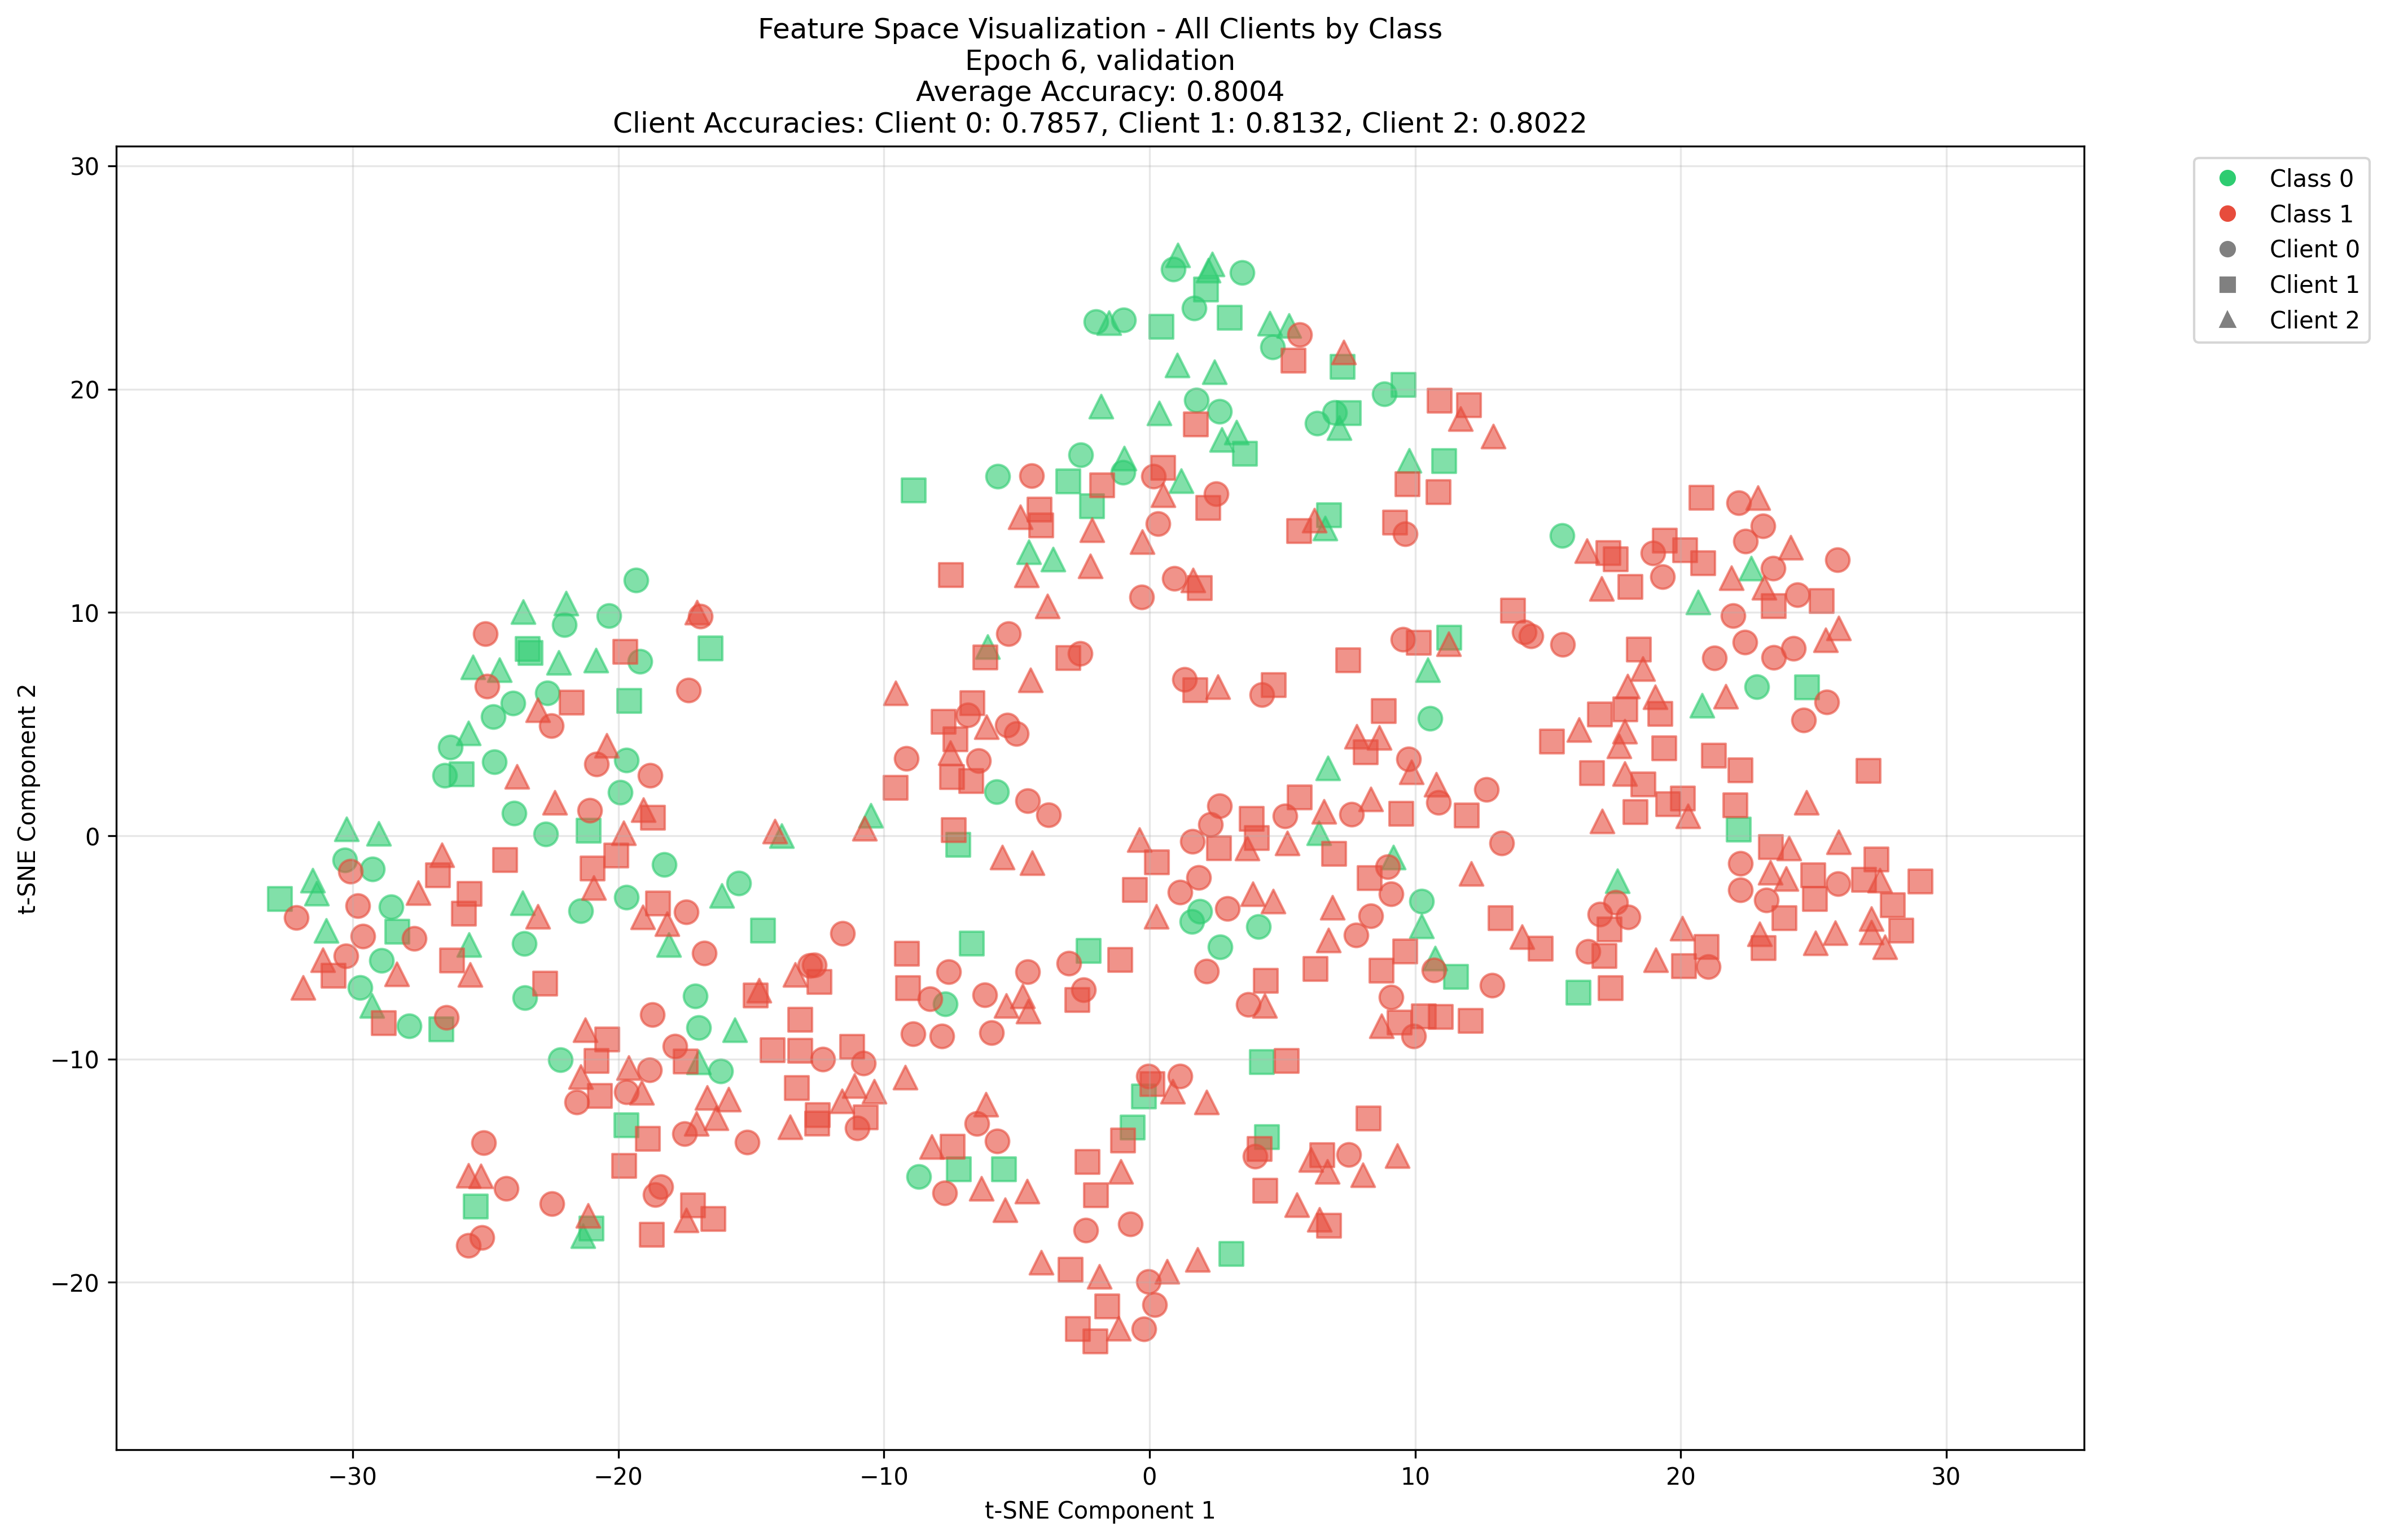 Feature Space Visualization - All Clients by Class
Epoch 6, validation
Average Accuracy: 0.8004
Client Accuracies: Client 0: 0.7857, Client 1: 0.8132, Client 2: 0.8022
Class 0
Class 1
Client 0
Client 1
Client 2
t-SNE Component 2
30
20
10
0
−10
−20
−30
−20
−10
0
10
20
30
t-SNE Component 1